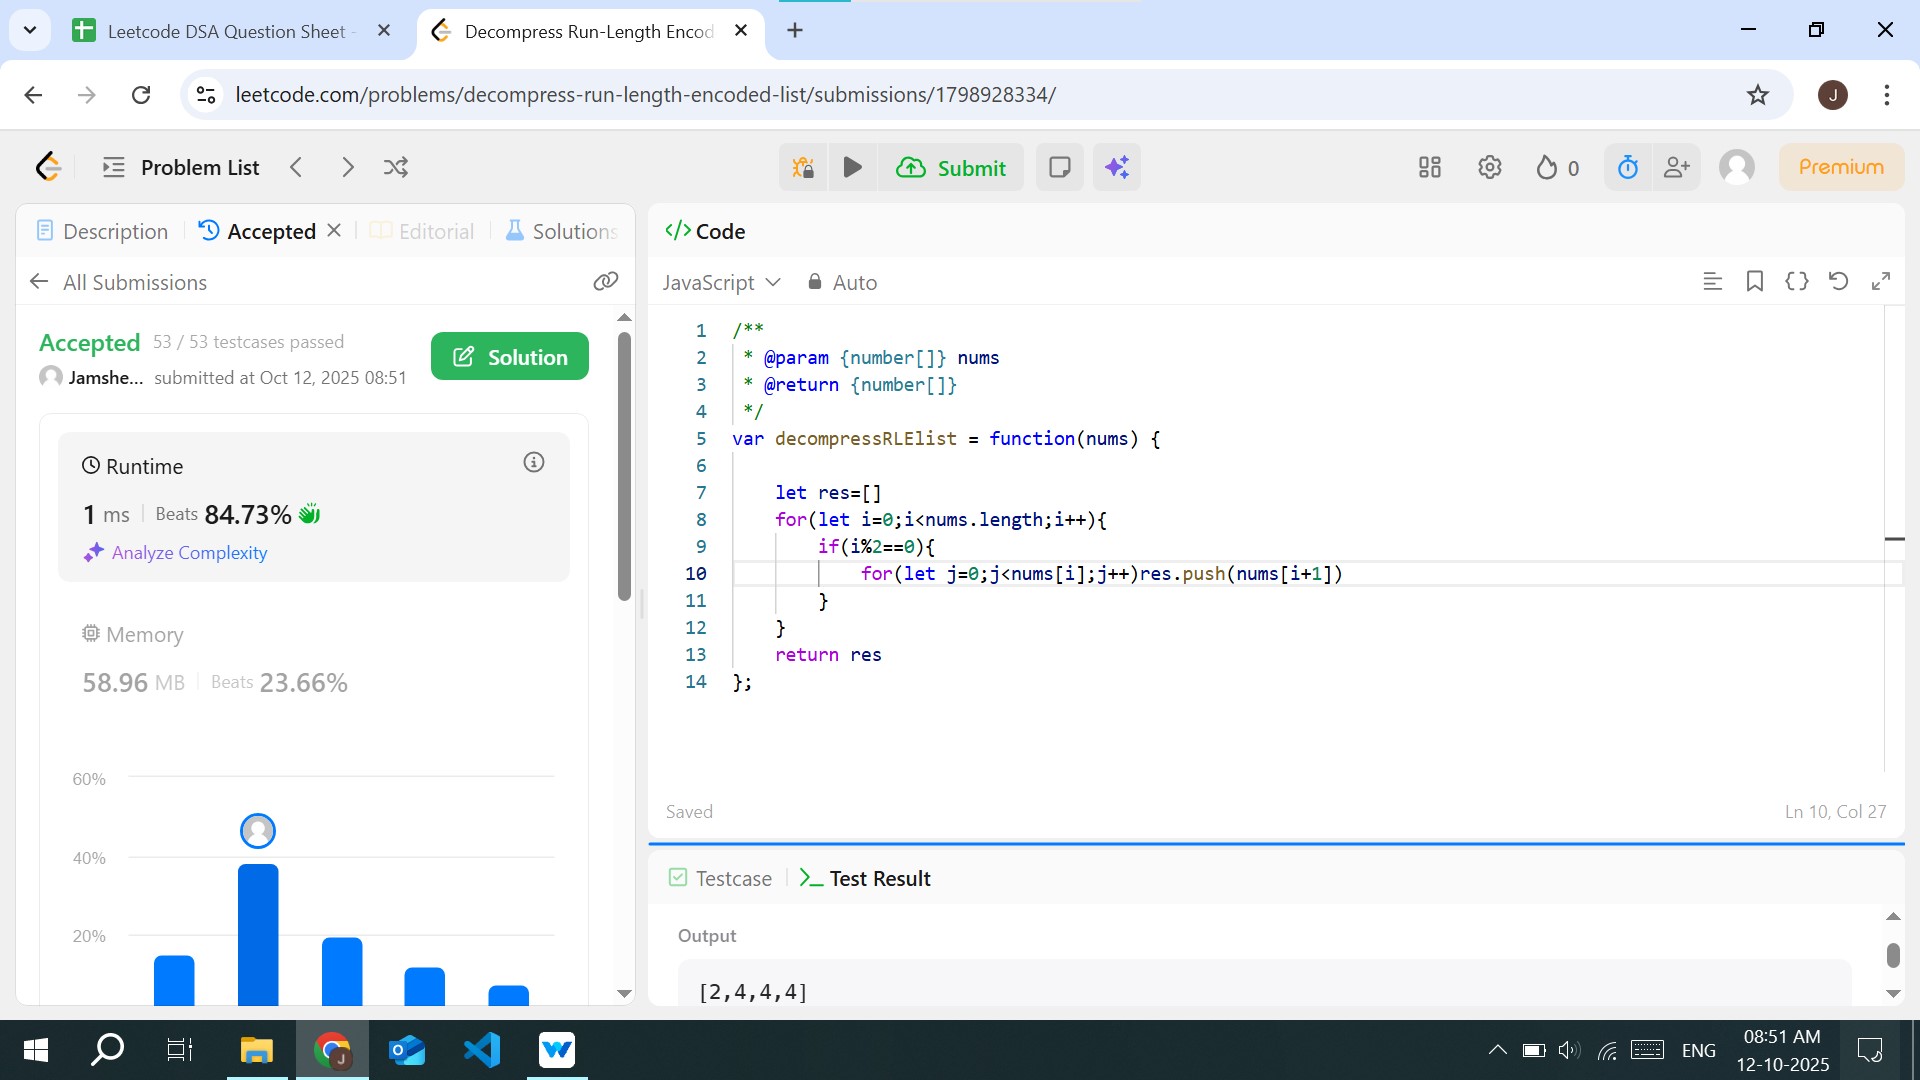 Leetcode DSA Question Sheet -
Decompress Run-Length Encod
leetcode.com/problems/decompress-run-length-encoded-list/submissions/1798928334/
J
Problem List
Submit
0
Premium
Description
Accepted
Editorial
Solutions
All Submissions
Accepted 53 / 53 testcases passed
Jamshe... submitted at Oct 12, 2025 08:51
Solution
Runtime
1 ms Beats 84.73%
Analyze Complexity
Memory
58.96 MB Beats 23.66%
60%
40%
20%
</> Code
JavaScript
Auto
1 /**
2 * @param {number[]} nums
3 * @return {number[]}
4 */
5 var decompressRLElist = function(nums) {
6
7 let res=[]
8 for(let i=0;i<nums.length;i++){
9 if(i%2==0){
10 for(let j=0;j<nums[i];j++)res.push(nums[i+1])
11 }
12 }
13 return res
14 };
Saved
Ln 10, Col 27
Testcase
Test Result
Output
[2,4,4,4]
J
ENG
08:51 AM
12-10-2025